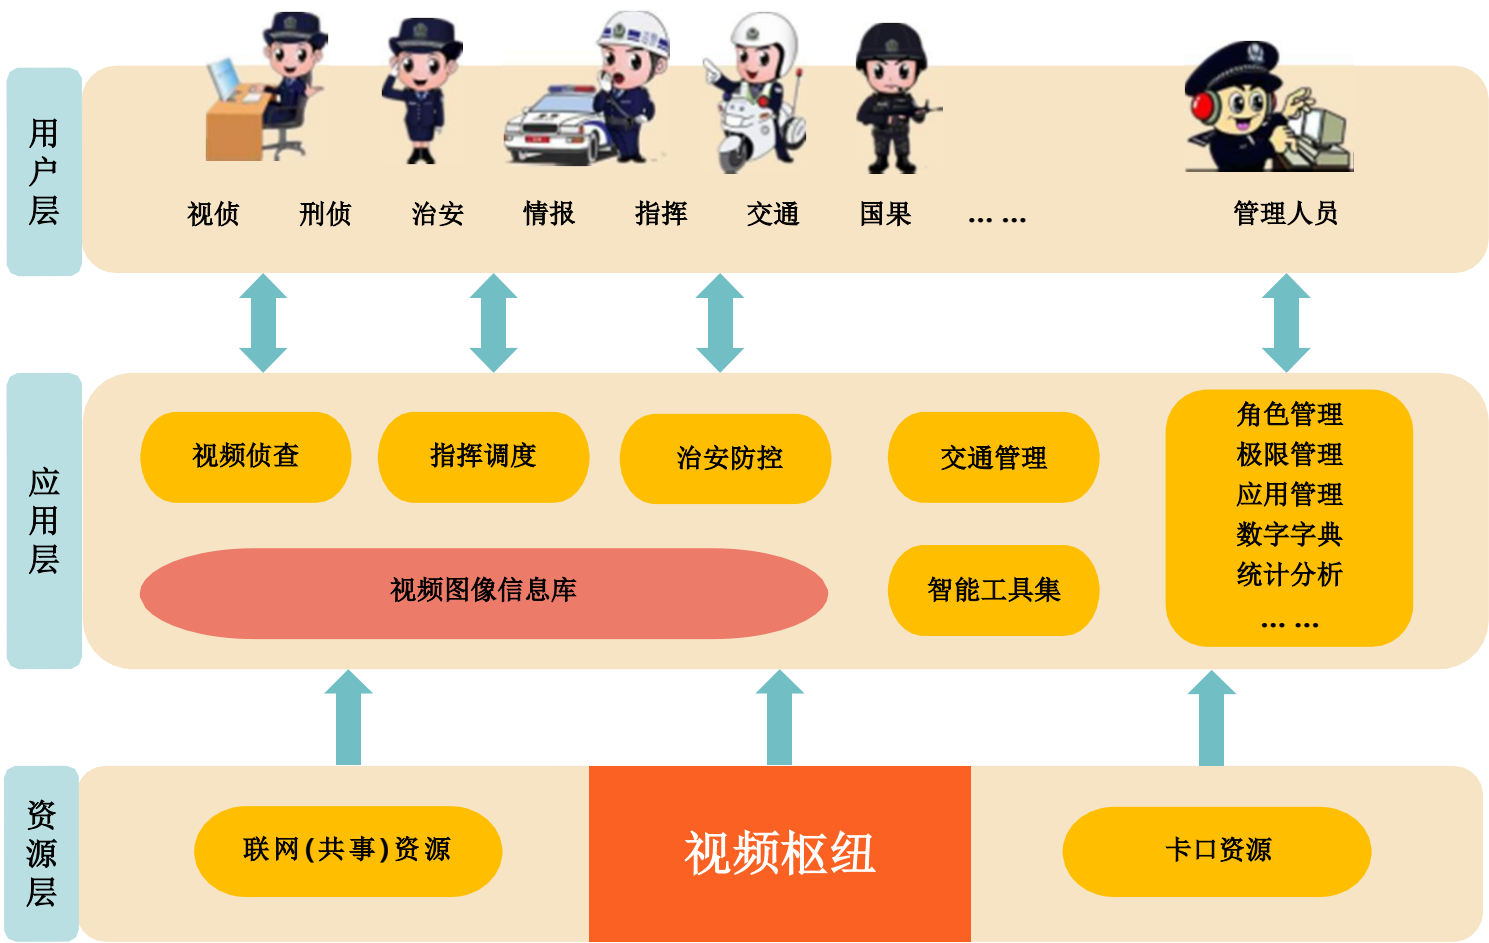 用户层
视侦 刑侦 治安 情报 指挥 交通 国果 ... ... 管理人员
应用层
视频侦查 指挥调度 治安防控 交通管理
角色管理
极限管理
应用管理
数字字典
统计分析
... ...
视频图像信息库 智能工具集
资源层
联网(共事)资源 视频枢纽 卡口资源